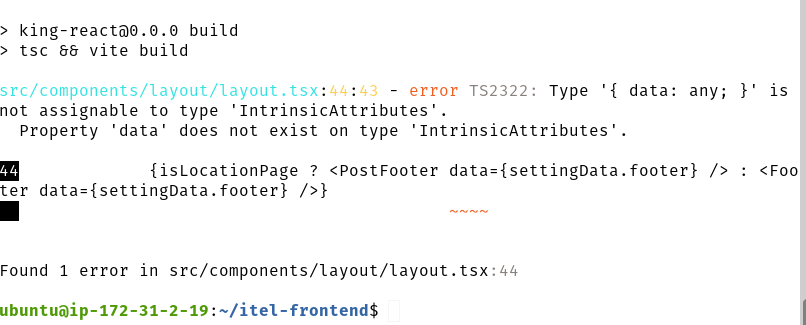 > king-react@0.0.0 build
> tsc && vite build
src/components/layout/layout.tsx:44:43 - error TS2322: Type '{ data: any; }' is
not assignable to type 'IntrinsicAttributes'.
  Property 'data' does not exist on type 'IntrinsicAttributes'.
44             {isLocationPage ? <PostFooter data={settingData.footer} /> : <Foo
ter data={settingData.footer} />}
~~~~
Found 1 error in src/components/layout/layout.tsx:44
ubuntu@ip-172-31-2-19:~/itel-frontend$